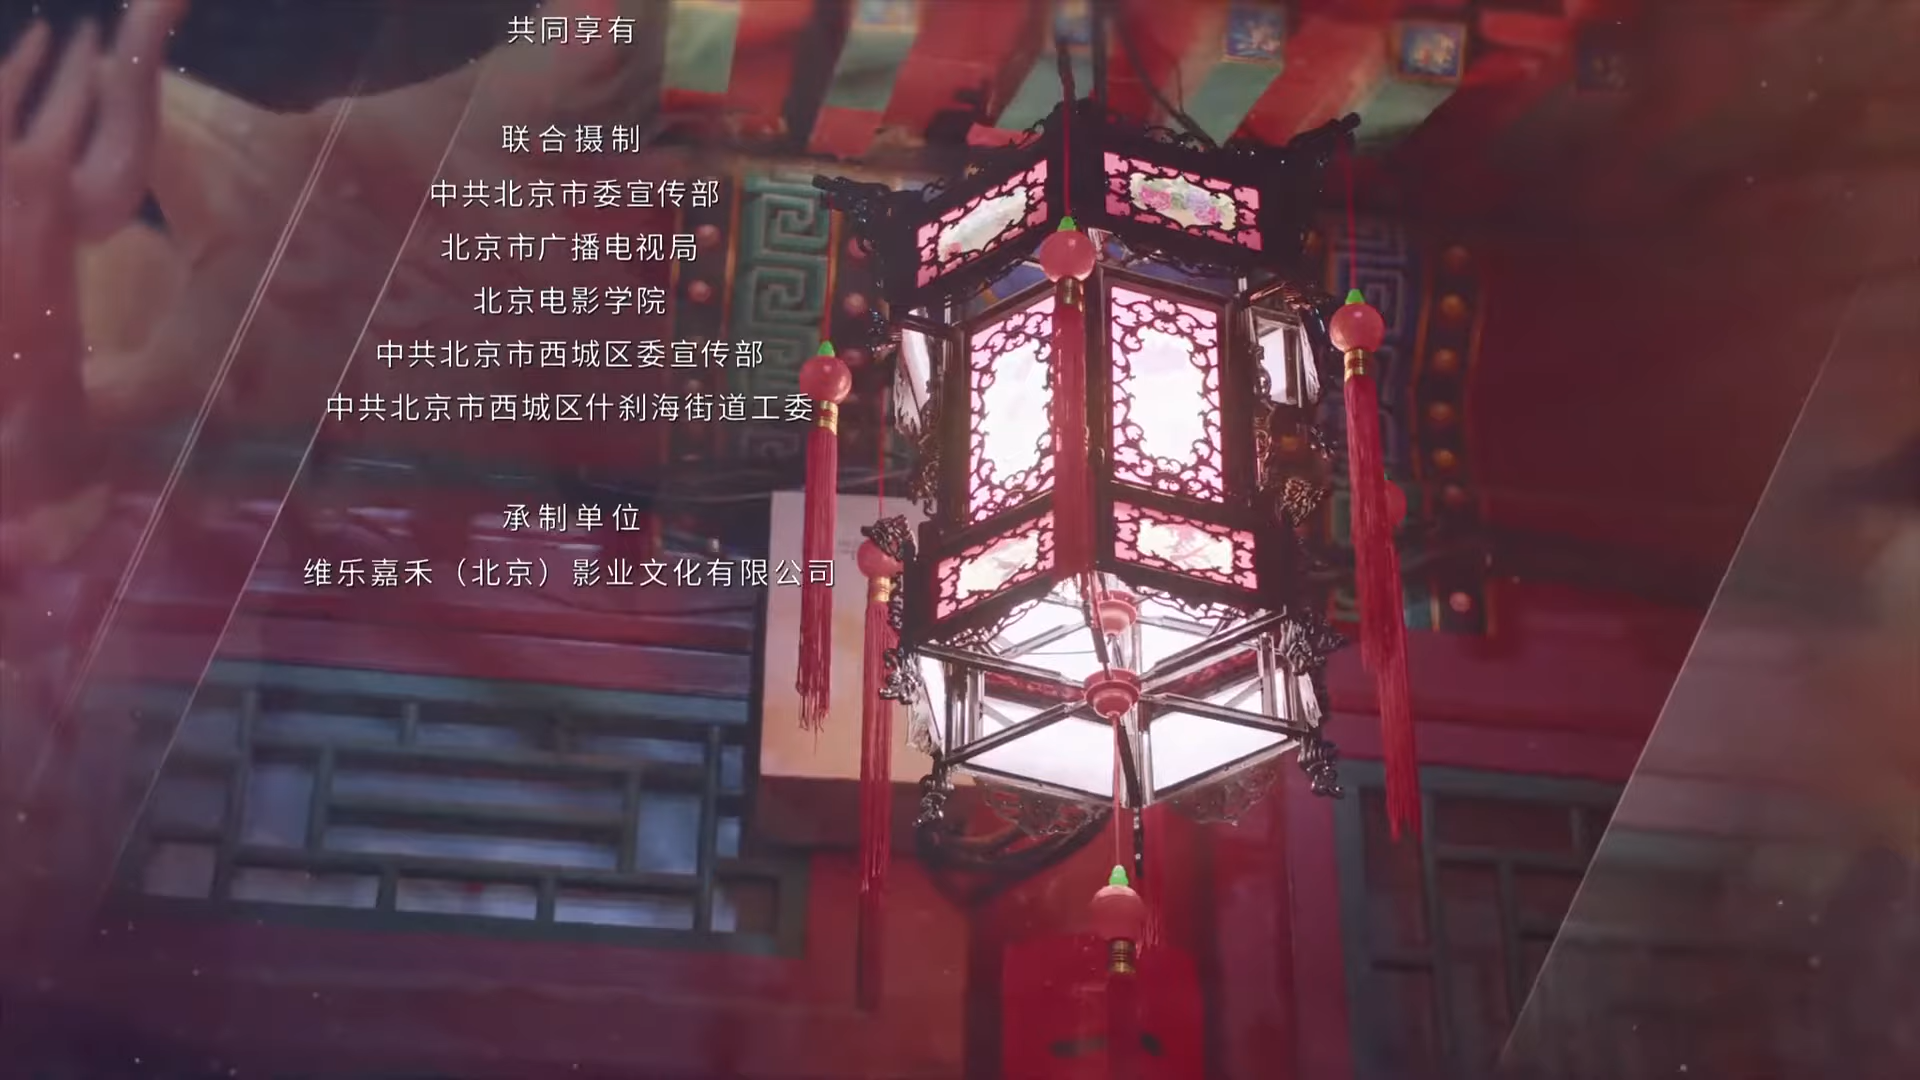 共同享有
联合摄制
中共北京市委宣传部
北京市广播电视局
北京电影学院
中共北京市西城区委宣传部
中共北京市西城区什刹海街道工委
承制单位
维乐嘉禾（北京）影业文化有限公司